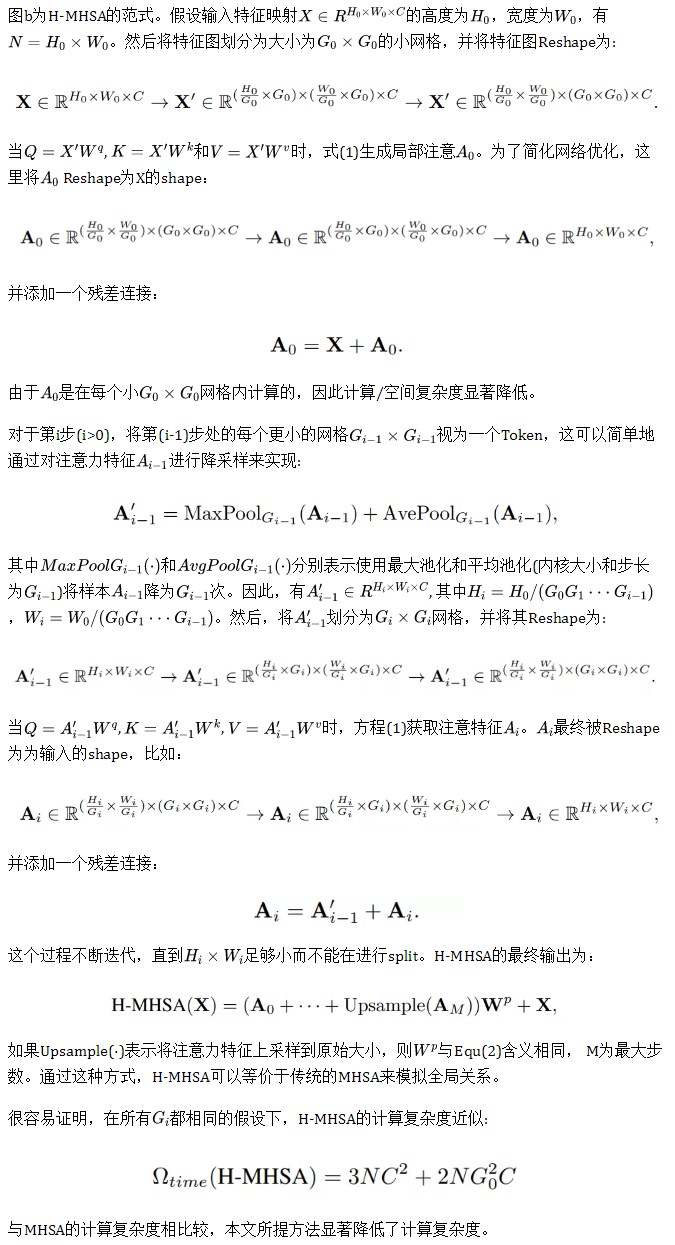 图b为H-MHSA的范式。假设输入特征映射$X \in R^{H_0 \times W_0 \times C}$的高度为$H_0$，宽度为$W_0$，有
$N = H_0 \times W_0$。然后将特征图划分为大小为$G_0 \times G_0$的小网格，并将特征图Reshape为：
$\mathbf{X} \in \mathbb{R}^{H_0 \times W_0 \times C} \rightarrow \mathbf{X}' \in \mathbb{R}^{(\frac{H_0}{G_0} \times G_0) \times (\frac{W_0}{G_0} \times G_0) \times C} \rightarrow \mathbf{X}' \in \mathbb{R}^{(\frac{H_0}{G_0} \times \frac{W_0}{G_0}) \times (G_0 \times G_0) \times C}.$
当$Q = X'W^q, K = X'W^k$和$V = X'W^v$时，式(1)生成局部注意$A_0$。为了简化网络优化，这
里将$A_0$ Reshape为X的shape：
$\mathbf{A}_0 \in \mathbb{R}^{(\frac{H_0}{G_0} \times \frac{W_0}{G_0}) \times (G_0 \times G_0) \times C} \rightarrow \mathbf{A}_0 \in \mathbb{R}^{(\frac{H_0}{G_0} \times G_0) \times (\frac{W_0}{G_0} \times G_0) \times C} \rightarrow \mathbf{A}_0 \in \mathbb{R}^{H_0 \times W_0 \times C},$
并添加一个残差连接：
$\mathbf{A}_0 = \mathbf{X} + \mathbf{A}_0.$
由于$A_0$是在每个小$G_0 \times G_0$网格内计算的，因此计算/空间复杂度显著降低。
对于第i步(i>0)，将第(i-1)步处的每个更小的网格$G_{i-1} \times G_{i-1}$视为一个Token，这可以简单地
通过对注意力特征$A_{i-1}$进行降采样来实现:
$\mathbf{A}'_{i-1} = \text{MaxPool}_{G_{i-1}}(\mathbf{A}_{i-1}) + \text{AvePool}_{G_{i-1}}(\mathbf{A}_{i-1}),$
其中$MaxPoolG_{i-1}(\cdot)$和$AvgPoolG_{i-1}(\cdot)$分别表示使用最大池化和平均池化(内核大小和步长
为$G_{i-1}$)将样本$A_{i-1}$降为$G_{i-1}$次。因此，有$A'_{i-1} \in R^{H_i \times W_i \times C}$,其中$H_i = H_0/(G_0G_1 \cdots G_{i-1})$
，$W_i = W_0/(G_0G_1 \cdots G_{i-1})$。然后，将$A'_{i-1}$划分为$G_i \times G_i$网格，并将其Reshape为：
$\mathbf{A}'_{i-1} \in \mathbb{R}^{H_i \times W_i \times C} \rightarrow \mathbf{A}'_{i-1} \in \mathbb{R}^{(\frac{H_i}{G_i} \times G_i) \times (\frac{W_i}{G_i} \times G_i) \times C} \rightarrow \mathbf{A}'_{i-1} \in \mathbb{R}^{(\frac{H_i}{G_i} \times \frac{W_i}{G_i}) \times (G_i \times G_i) \times C}.$
当$Q = A'_{i-1}W^q, K = A'_{i-1}W^k, V = A'_{i-1}W^v$时，方程(1)获取注意特征$A_i$。$A_i$最终被Reshape
为为输入的shape，比如:
$\mathbf{A}_i \in \mathbb{R}^{(\frac{H_i}{G_i} \times \frac{W_i}{G_i}) \times (G_i \times G_i) \times C} \rightarrow \mathbf{A}_i \in \mathbb{R}^{(\frac{H_i}{G_i} \times G_i) \times (\frac{W_i}{G_i} \times G_i) \times C} \rightarrow \mathbf{A}_i \in \mathbb{R}^{H_i \times W_i \times C},$
并添加一个残差连接：
$\mathbf{A}_i = \mathbf{A}'_{i-1} + \mathbf{A}_i.$
这个过程不断迭代，直到$H_i \times W_i$足够小而不能在进行split。H-MHSA的最终输出为：
$\text{H-MHSA}(\mathbf{X}) = (\mathbf{A}_0 + \cdots + \text{Upsample}(\mathbf{A}_M))\mathbf{W}^p + \mathbf{X},$
如果Upsample(·)表示将注意力特征上采样到原始大小，则$W^p$与Equ(2)含义相同， M为最大步
数。通过这种方式，H-MHSA可以等价于传统的MHSA来模拟全局关系。
很容易证明，在所有$G_i$都相同的假设下，H-MHSA的计算复杂度近似:
$\Omega_{time}(\text{H-MHSA}) = 3NC^2 + 2NG_0^2C$
与MHSA的计算复杂度相比较，本文所提方法显著降低了计算复杂度。